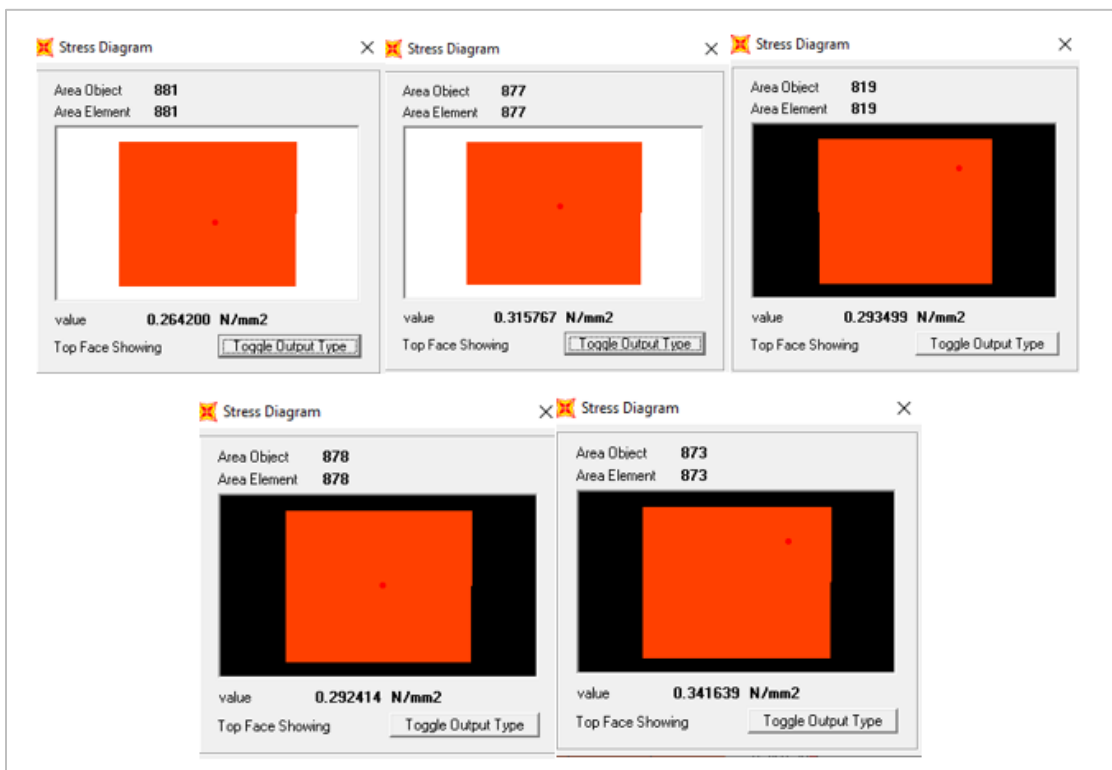 Stress Diagram
Area Object 881
Area Element 881
value 0.264200 N/mm2
Top Face Showing Toggle Output Type
Stress Diagram
Area Object 877
Area Element 877
value 0.315767 N/mm2
Top Face Showing Toggle Output Type
Stress Diagram
Area Object 819
Area Element 819
value 0.293499 N/mm2
Top Face Showing Toggle Output Type
Stress Diagram
Area Object 878
Area Element 878
value 0.292414 N/mm2
Top Face Showing Toggle Output Type
Stress Diagram
Area Object 873
Area Element 873
value 0.341639 N/mm2
Top Face Showing Toggle Output Type